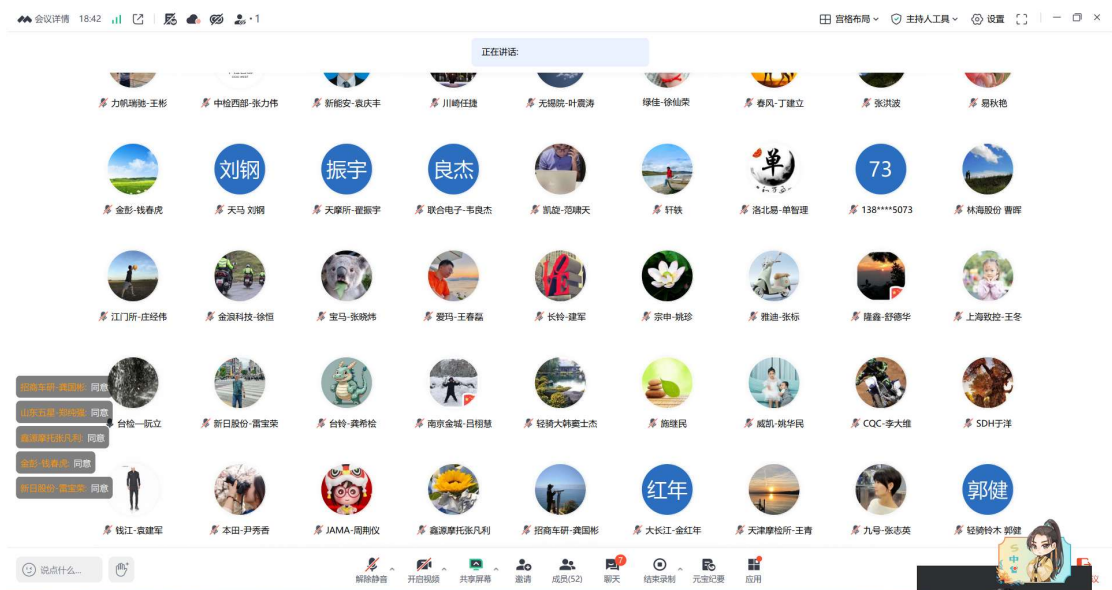 会议详情 18:42 · 1 宫格布局 主持人工具 设置
正在讲话:
力帆瑞驰-王彬 中检西部-张力伟 新能安-袁庆丰 川崎任捷 无锡院-叶震涛 绿佳-徐仙荣 春风-丁建立 张洪波 易秋艳
刘钢 振宇 良杰 单 73
金彭-钱春虎 天马 刘钢 天摩所-翟振宇 联合电子-韦良杰 凯旋-范啸天 轩轶 洛北易-单智理 138****5073 林海股份 曹晖
江门所-庄经伟 金浪科技-徐恒 宝马-张晓炜 爱玛-王春磊 长铃-建军 宗申-姚珍 雅迪-张标 隆鑫-舒德华 上海致控-王冬
招商车研-龚国彬: 同意
同意
台检—阮立 新日股份-雷宝荣 台铃-龚希桧 南京金城-吕栩慧 轻骑大韩窦士杰 施继民 威凯-姚华民 CQC-李大维 SDH于洋
鑫源摩托张凡利: 同意
金彭-钱春虎: 同意
新日股份-雷宝荣: 同意
红年 郭健
钱江-袁建军 本田-尹秀香 JAMA-周荆仪 鑫源摩托张凡利 招商车研-龚国彬 大长江-金红年 天津摩检所-王青 九号-张志英 轻骑铃木 郭健
S
中
说点什么... 解除静音 开启视频 共享屏幕 邀请 成员(52) 7 聊天 结束录制 元宝纪要 应用 议